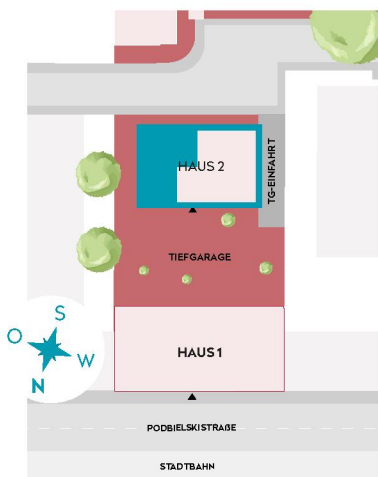 HAUS 2
TG-EINFAHRT
TIEFGARAGE
S
O
W
N
HAUS 1
PODBIELSKISTRAßE
STADTBAHN